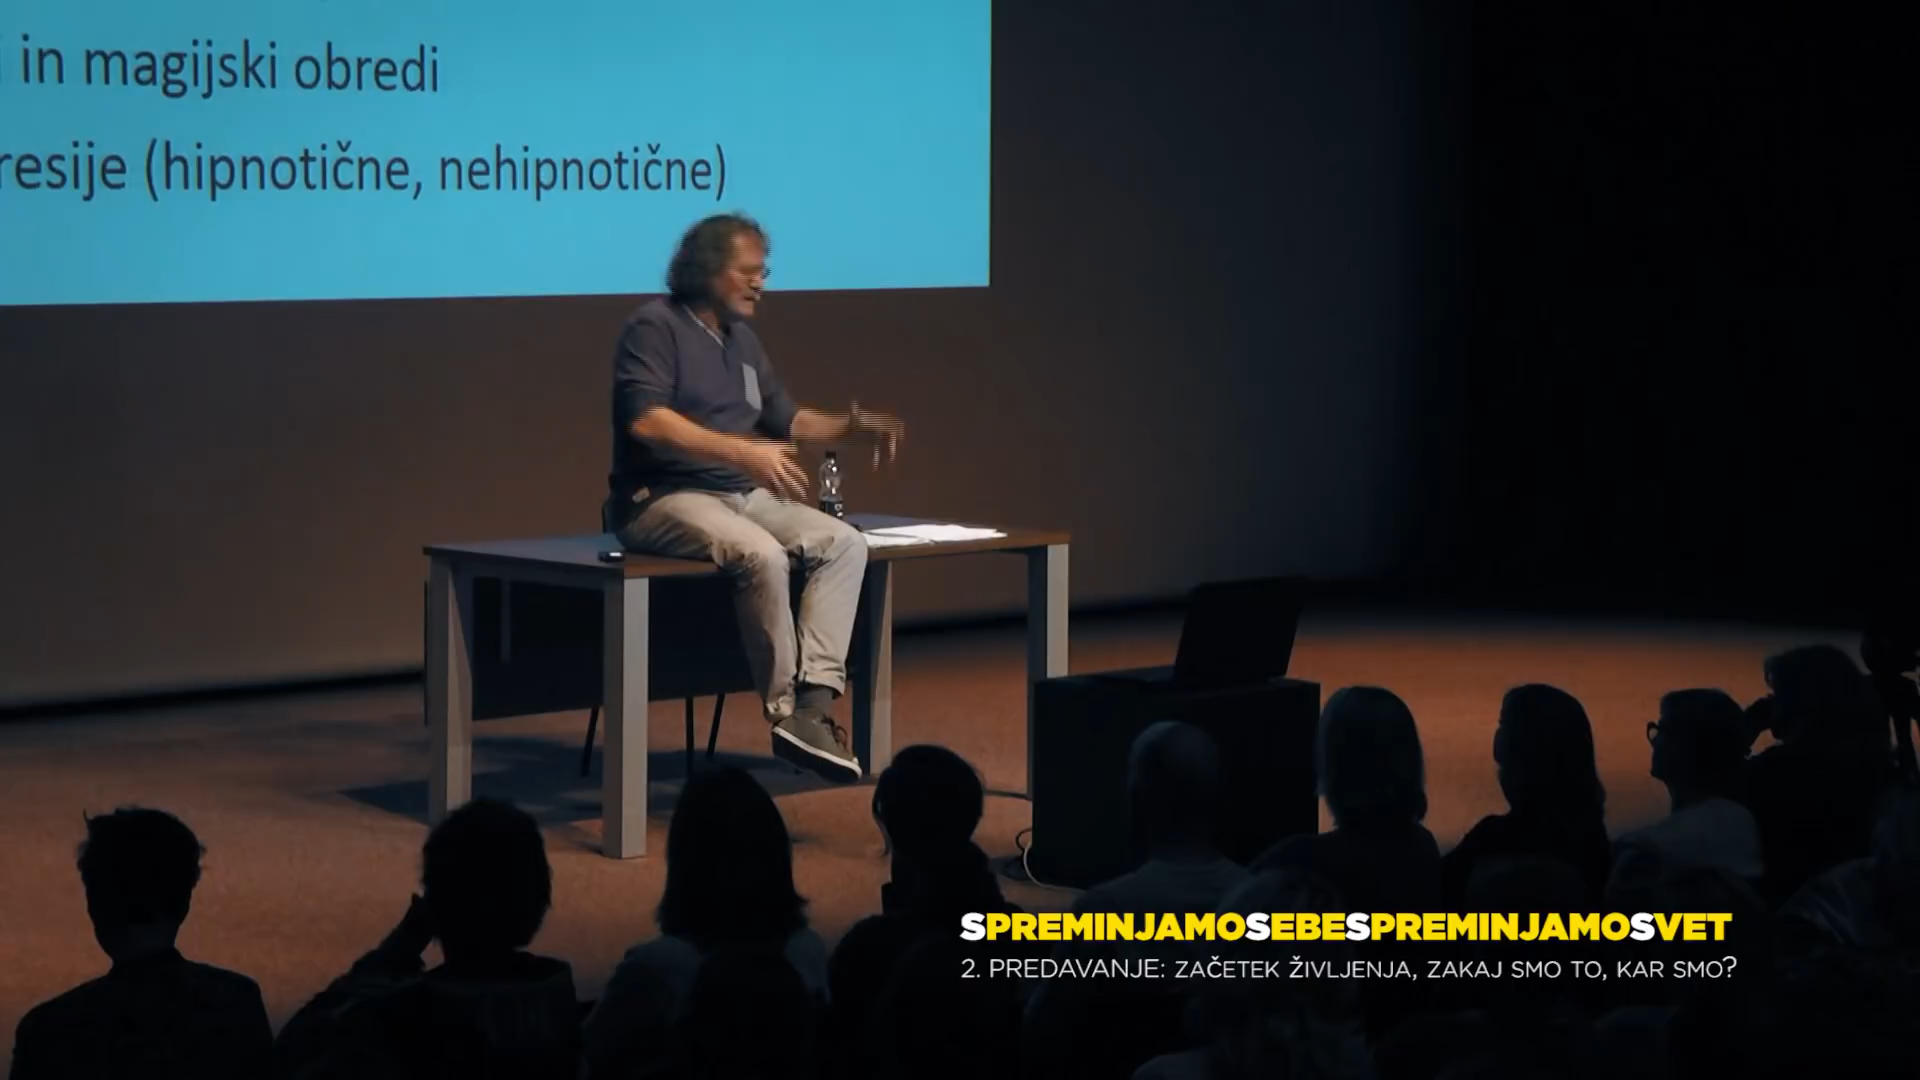 in magijski obredi
resije (hipnotične, nehipnotične)
SPREMINJAMOSEBESPREMINJAMOSVET
2. PREDAVANJE: ZAČETEK ŽIVLJENJA, ZAKAJ SMO TO, KAR SMO?